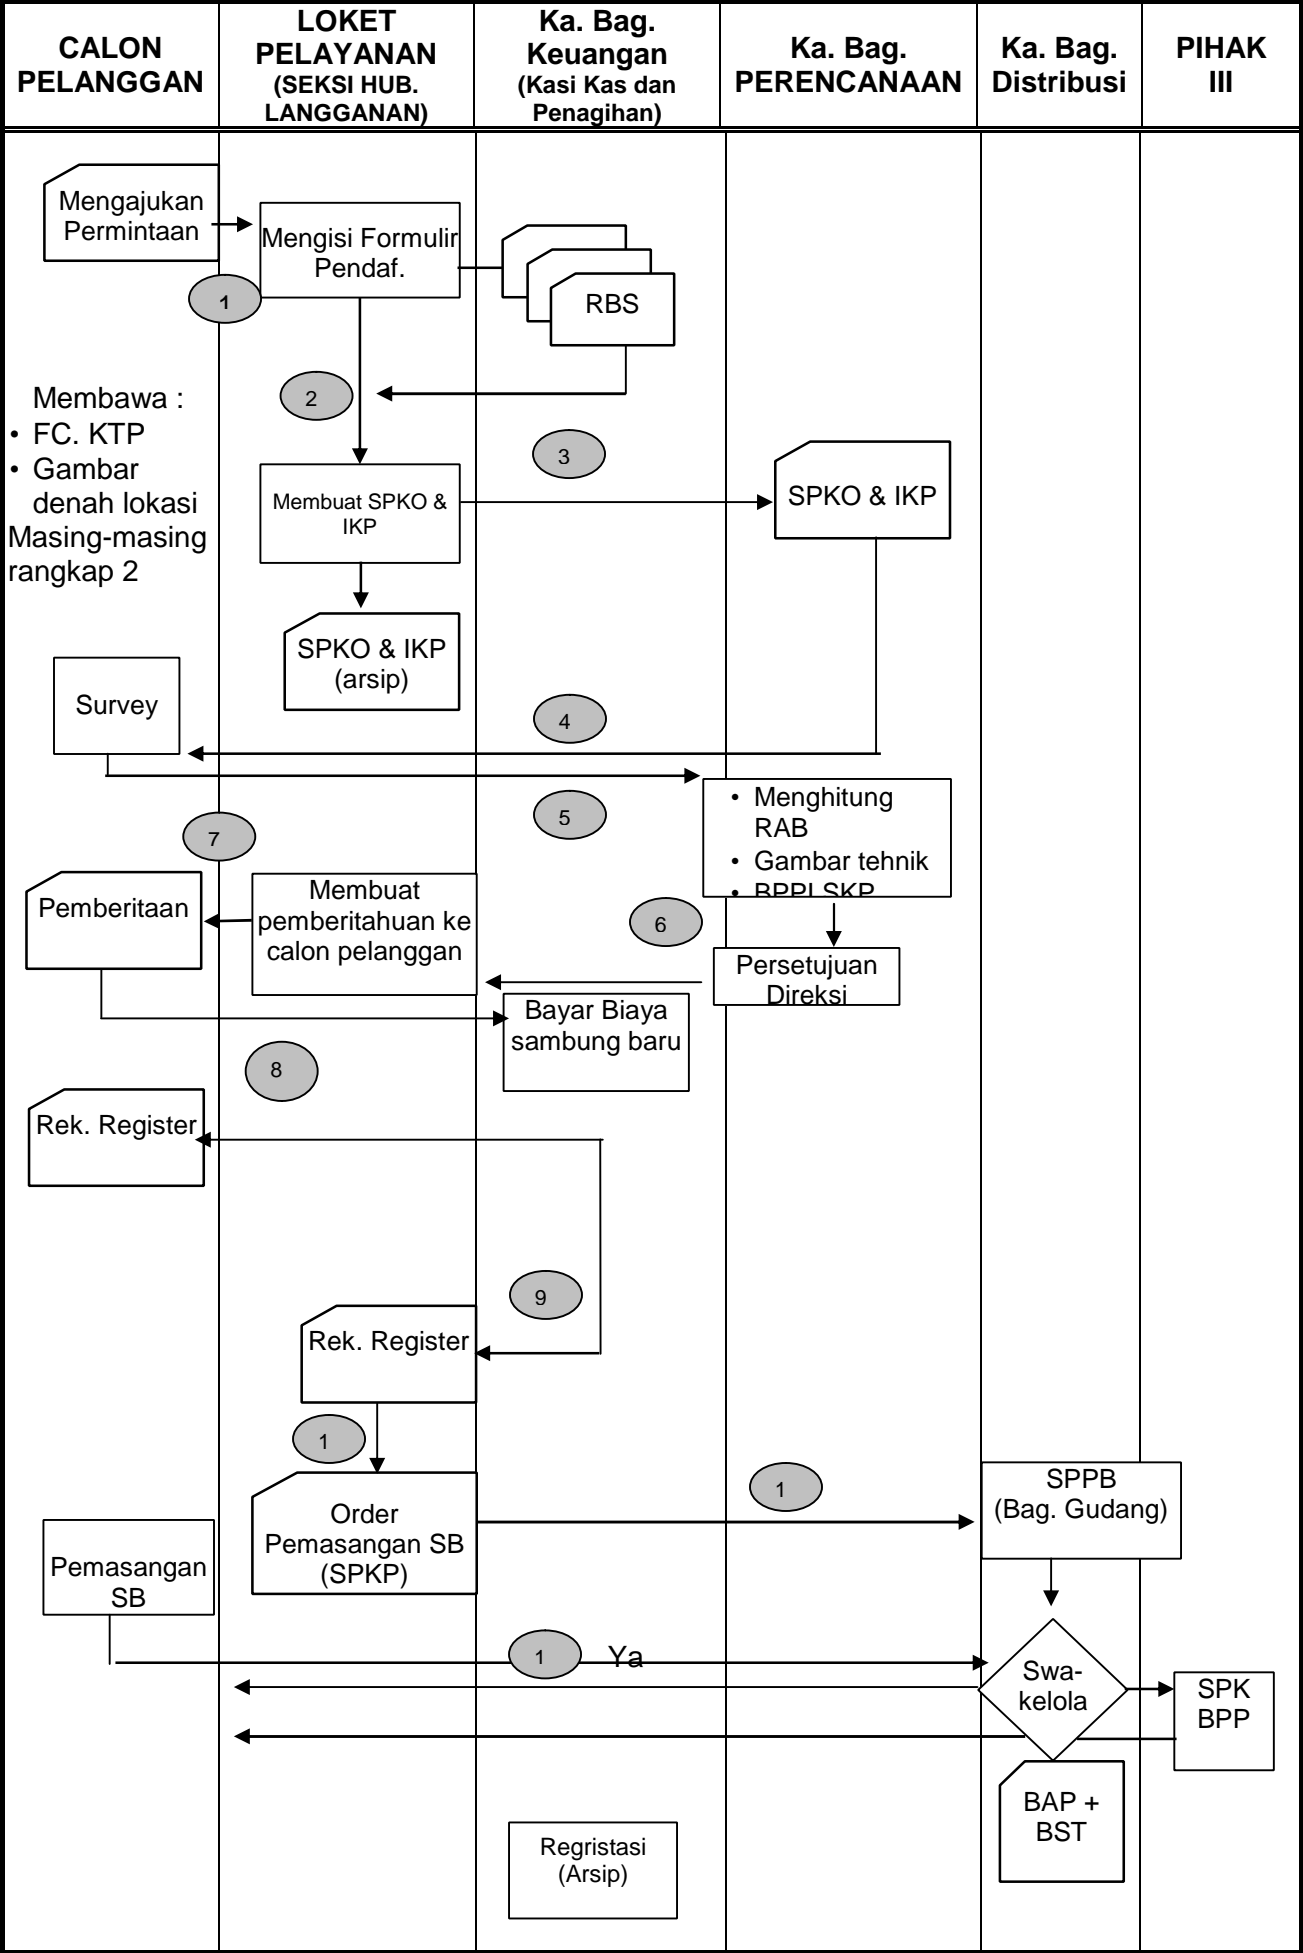 CALON
PELANGGAN
LOKET
PELAYANAN
(SEKSI HUB.
LANGGANAN)
Ka. Bag.
Keuangan
(Kasi Kas dan
Penagihan)
Ka. Bag.
PERENCANAAN
Ka. Bag.
Distribusi
PIHAK
III
Mengajukan
Permintaan
Mengisi Formulir
Pendaf.
RBS
1
2
Membawa :
• FC. KTP
• Gambar
denah lokasi
Masing-masing
rangkap 2
3
Membuat SPKO &
IKP
SPKO & IKP
SPKO & IKP
(arsip)
Survey
4
5
• Menghitung
RAB
• Gambar tehnik
• BPPI SKP
7
Pemberitaan
Membuat
pemberitahuan ke
calon pelanggan
6
Persetujuan
Direksi
Bayar Biaya
sambung baru
8
Rek. Register
9
Rek. Register
1
Order
Pemasangan SB
(SPKP)
1
SPPB
(Bag. Gudang)
Pemasangan
SB
1
Ya
Swa-
kelola
SPK
BPP
BAP +
BST
Regristasi
(Arsip)